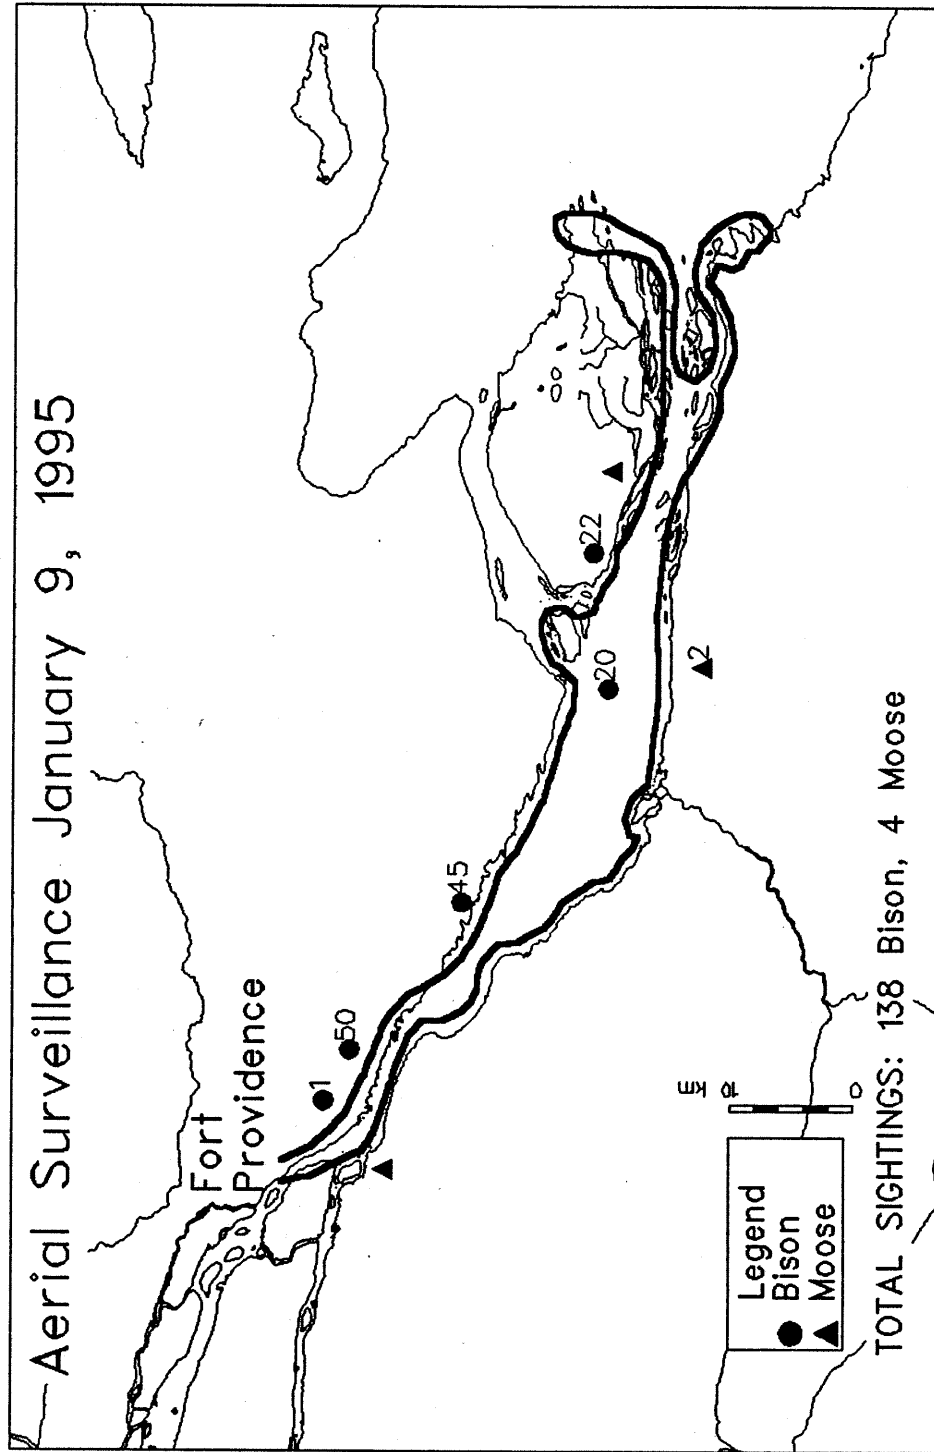 Aerial Surveillance January 9, 1995
Fort
Providence
1
50
45
20
22
2
10 km
0
Legend
Bison
Moose
TOTAL SIGHTINGS: 138 Bison, 4 Moose